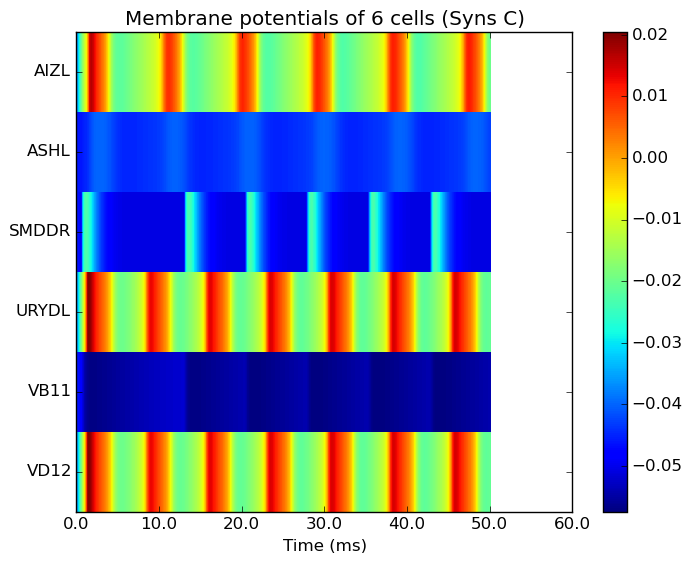 Membrane potentials of 6 cells (Syns C)
AIZL
ASHL
SMDDR
URYDL
VB11
VD12
0.0 10.0 20.0 30.0 40.0 50.0 60.0
Time (ms)
0.02
0.01
0.00
−0.01
−0.02
−0.03
−0.04
−0.05